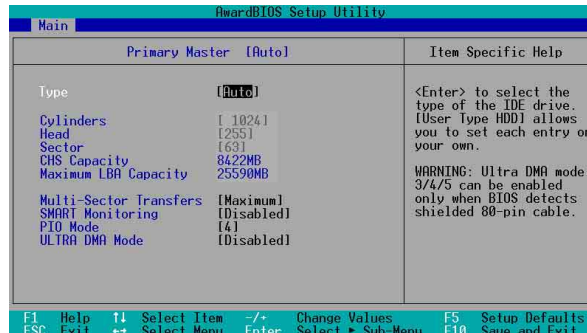 AwardBIOS Setup Utility
Main
Primary Master [Auto]
Item Specific Help
Type [Auto]
Cylinders [ 1024]
Head [255]
Sector [63]
CHS Capacity 8422MB
Maximum LBA Capacity 25590MB
Multi-Sector Transfers [Maximum]
SMART Monitoring [Disabled]
PIO Mode [4]
ULTRA DMA Mode [Disabled]
<Enter> to select the
type of the IDE drive.
[User Type HDD] allows
you to set each entry on
your own.
WARNING: Ultra DMA mode
3/4/5 can be enabled
only when BIOS detects
shielded 80-pin cable.
F1 Help ↑↓ Select Item -/+ Change Values F5 Setup Defaults
ESC Exit ←→ Select Menu Enter Select ► Sub-Menu F10 Save and Exit